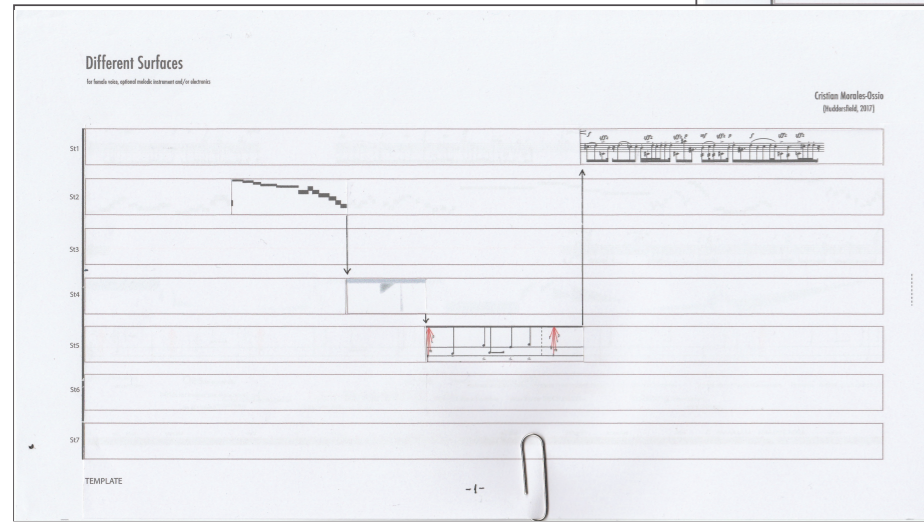 Different Surfaces
for female voice, optional melodic instrument and/or electronics
Cristian Morales-Ossio
(Huddersfield, 2017)
St1
St2
St3
St4
St5
St6
St7
TEMPLATE
-1-